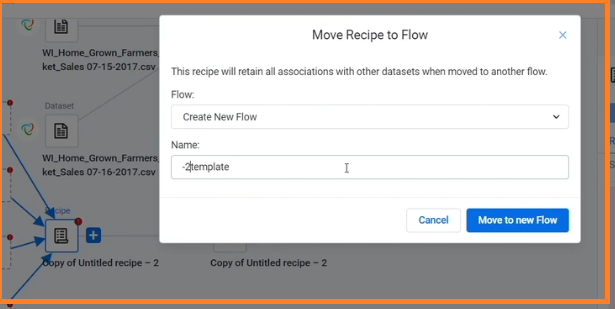 Move Recipe to Flow
This recipe will retain all associations with other datasets when moved to another flow.
Flow:
Create New Flow
Name:
-2template
Cancel
Move to new Flow
WI_Home_Grown_Farmers_
ket_Sales 07-15-2017.csv
Dataset
WI_Home_Grown_Farmers_
ket_Sales 07-16-2017.csv
Recipe
Copy of Untitled recipe – 2
Copy of Untitled recipe – 2